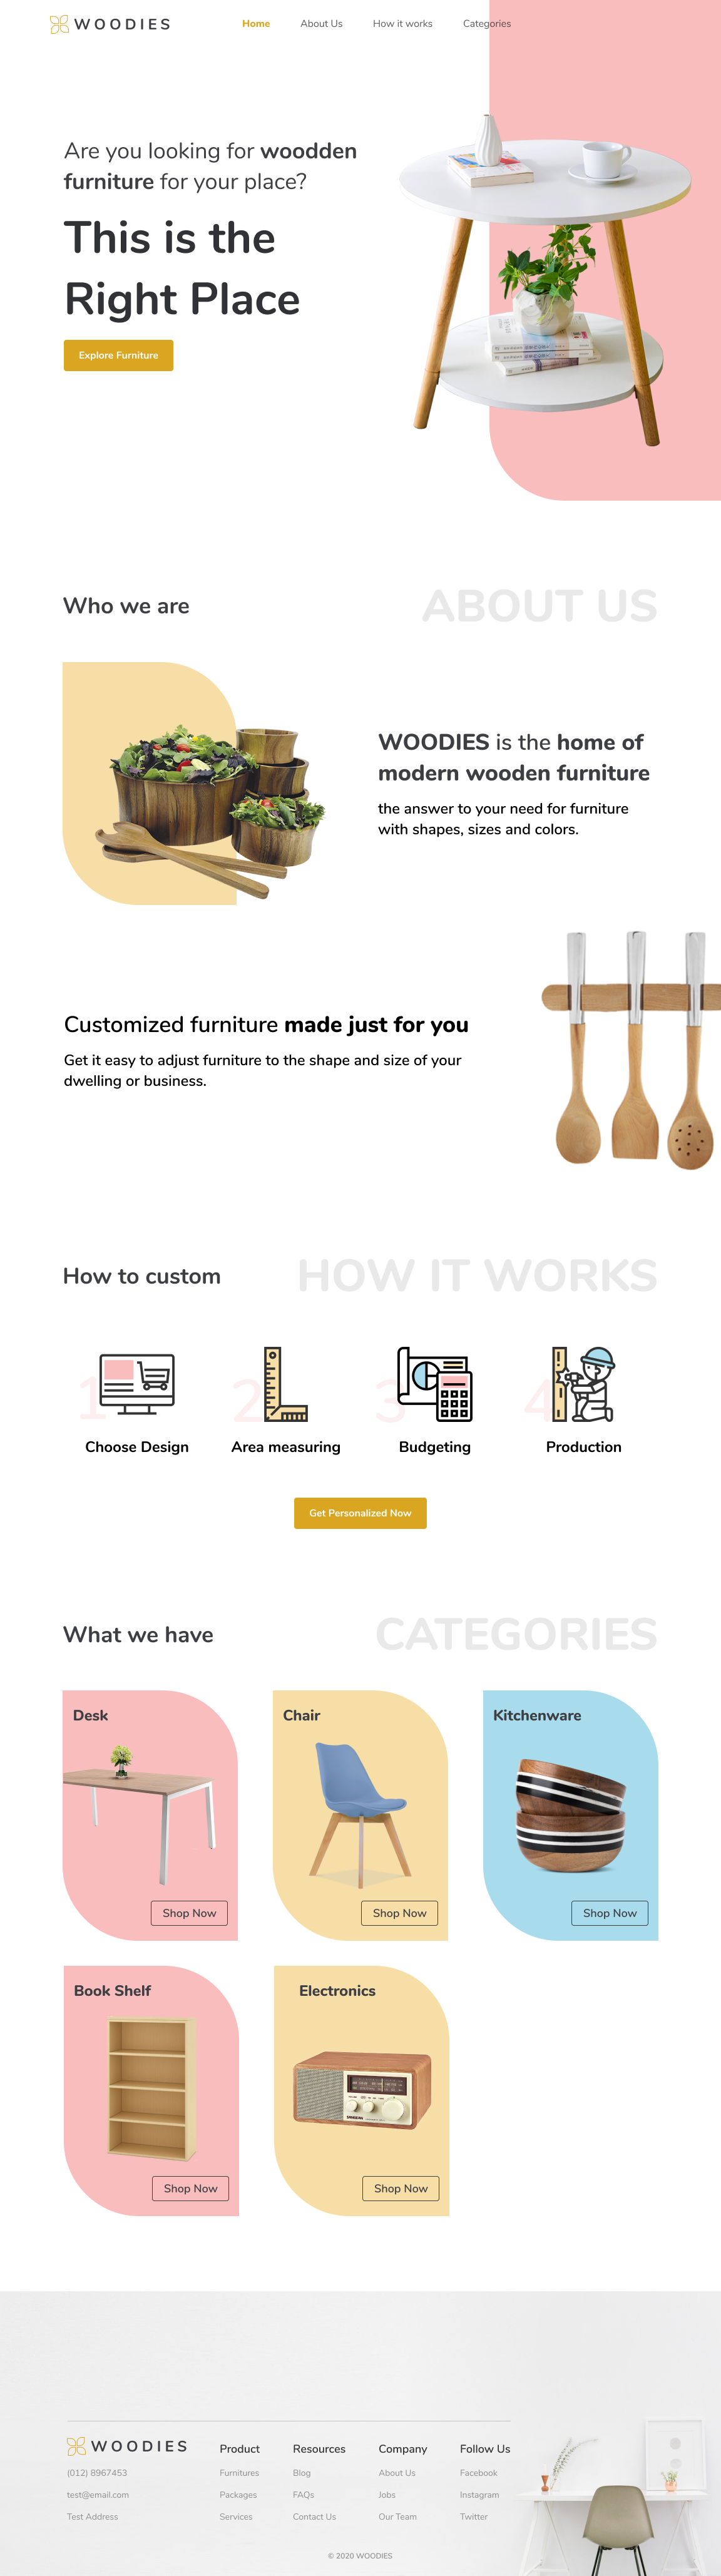 WOODIES
Home
About Us
How it works
Categories
Are you looking for woodden
furniture for your place?
This is the
Right Place
Explore Furniture
Who we are
ABOUT US
WOODIES is the home of
modern wooden furniture
the answer to your need for furniture
with shapes, sizes and colors.
Customized furniture made just for you
Get it easy to adjust furniture to the shape and size of your
dwelling or business.
How to custom
HOW IT WORKS
1
2
3
4
Choose Design
Area measuring
Budgeting
Production
Get Personalized Now
What we have
CATEGORIES
Desk
Shop Now
Chair
Shop Now
Kitchenware
Shop Now
Book Shelf
Shop Now
Electronics
Shop Now
WOODIES
(012) 8967453
test@email.com
Test Address
Product
Furnitures
Packages
Services
Resources
Blog
FAQs
Contact Us
Company
About Us
Jobs
Our Team
Follow Us
Facebook
Instagram
Twitter
© 2020 WOODIES